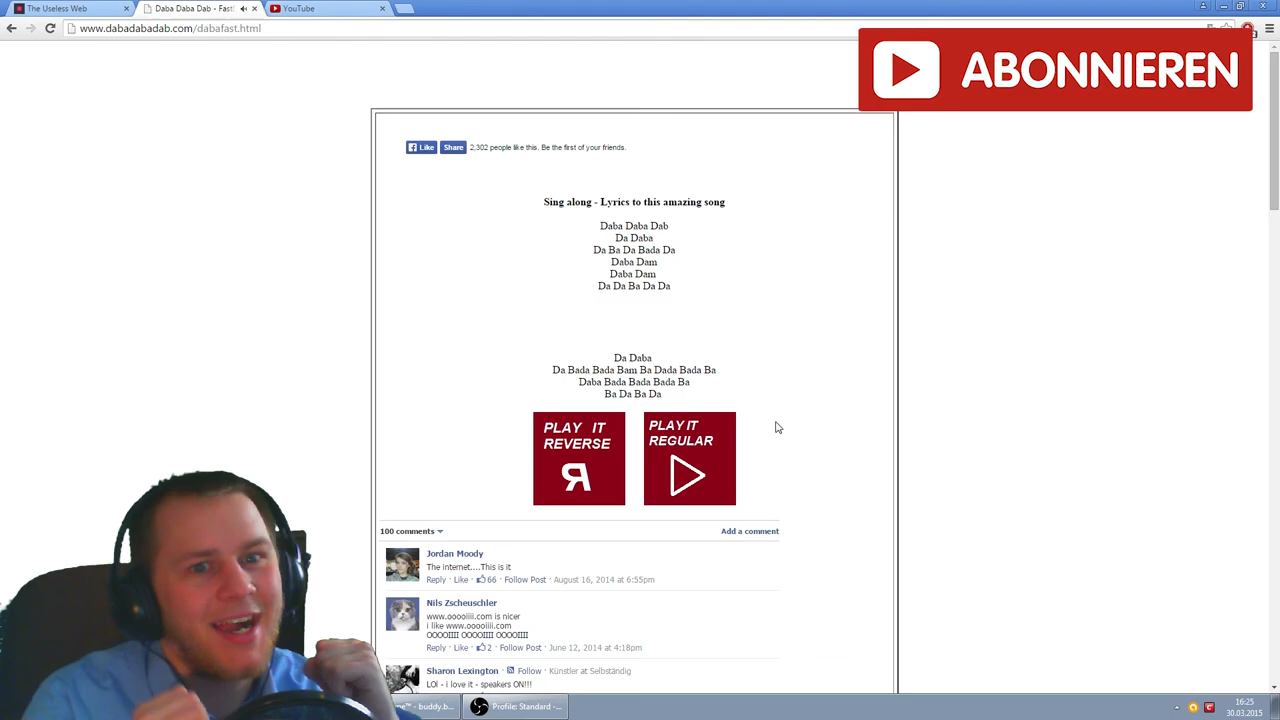 The Useless Web
Daba Daba Dab - Fast!
YouTube
www.dabadabadab.com/dabafast.html
ABONNIEREN
Like Share 2,302 people like this. Be the first of your friends.
Sing along - Lyrics to this amazing song
Daba Daba Dab
Da Daba
Da Ba Da Bada Da
Daba Dam
Daba Dam
Da Da Ba Da Da
Da Daba
Da Bada Bada Bam Ba Dada Bada Ba
Daba Bada Bada Bada Ba
Ba Da Ba Da
PLAY IT
REVERSE
Я
PLAY IT
REGULAR
100 comments
Add a comment
Jordan Moody
The internet....This is it
Reply · Like · 66 · Follow Post · August 16, 2014 at 6:55pm
Nils Zscheuschler
www.ooooiiii.com is nicer
i like www.ooooiiii.com
OOOOIIII OOOOIIII OOOOIIII
Reply · Like · 2 · Follow Post · June 12, 2014 at 4:18pm
Sharon Lexington · Follow · Künstler at Selbständig
LOl - i love it - speakers ON!!!
me™ - buddy.b...
Profile: Standard -...
16:25
30.03.2015